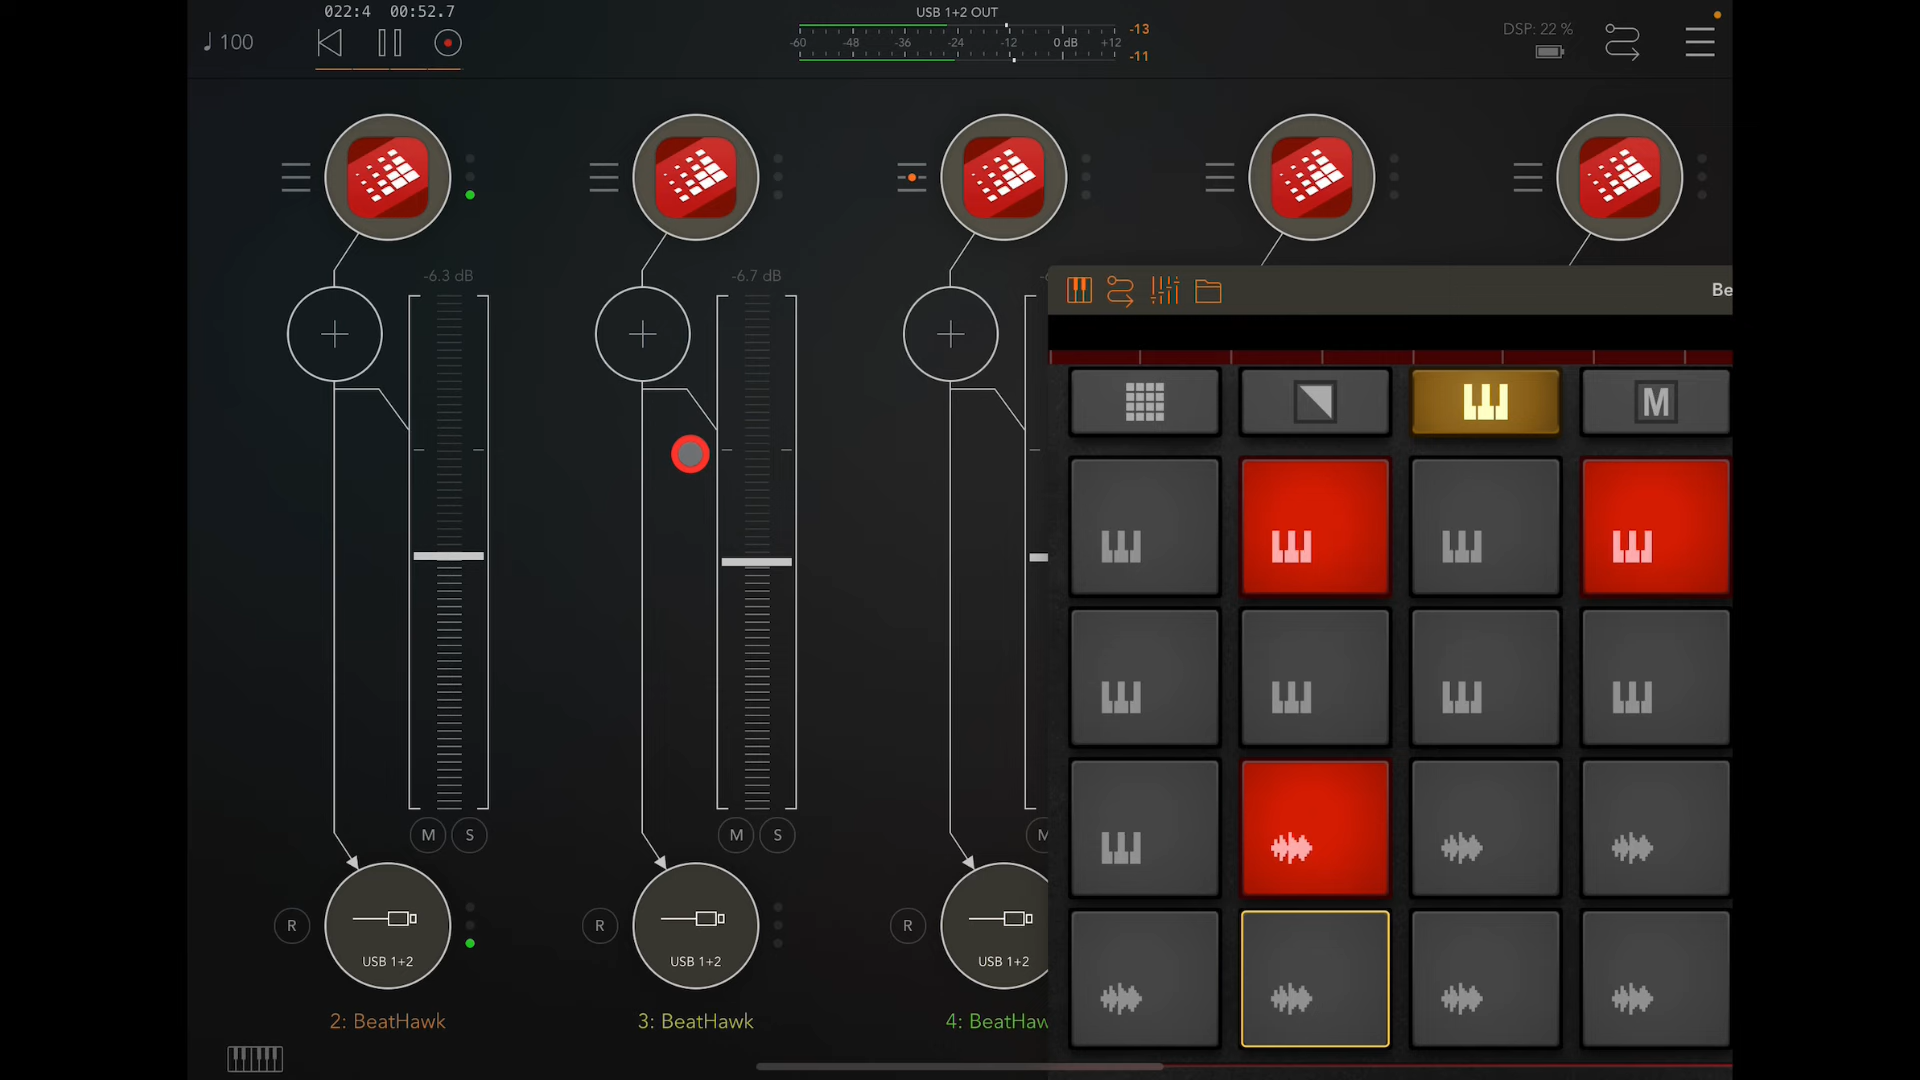 022:4 00:52.7
USB 1+2 OUT
100
-60 -48 -36 -24 -12 0 dB +12
-13
-11
DSP: 22 %
-6.3 dB
-6.7 dB
Be
M
M S
M S
M
R
R
R
USB 1+2
USB 1+2
USB 1+2
2: BeatHawk
3: BeatHawk
4: BeatHaw